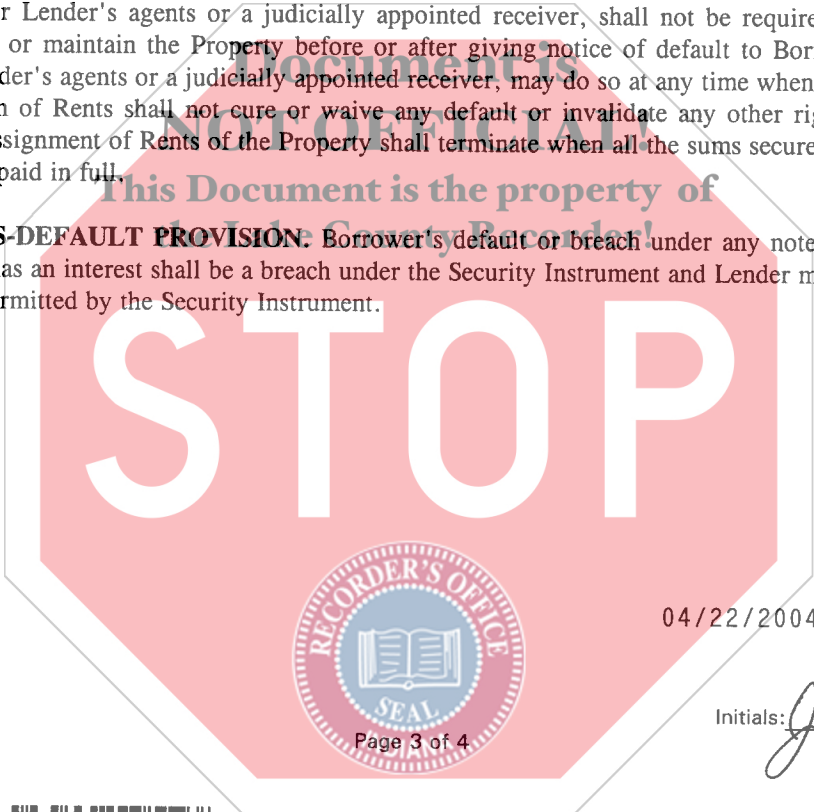 r Lender's agents or a judicially appointed receiver, shall not be require
or maintain the Property before or after giving notice of default to Bor
der's agents or a judicially appointed receiver, may do so at any time when
n of Rents shall not cure or waive any default or invalidate any other rig
ssignment of Rents of the Property shall terminate when all the sums secure
paid in full.
Document is
NOT OFFICIAL!
This Document is the property of
the Lake County Recorder!
S-DEFAULT PROVISION. Borrower's default or breach under any note
as an interest shall be a breach under the Security Instrument and Lender m
rmitted by the Security Instrument.
STOP
RECORDER'S OFFICE
SEAL
INDIANA
04/22/2004
Initials:
Page 3 of 4